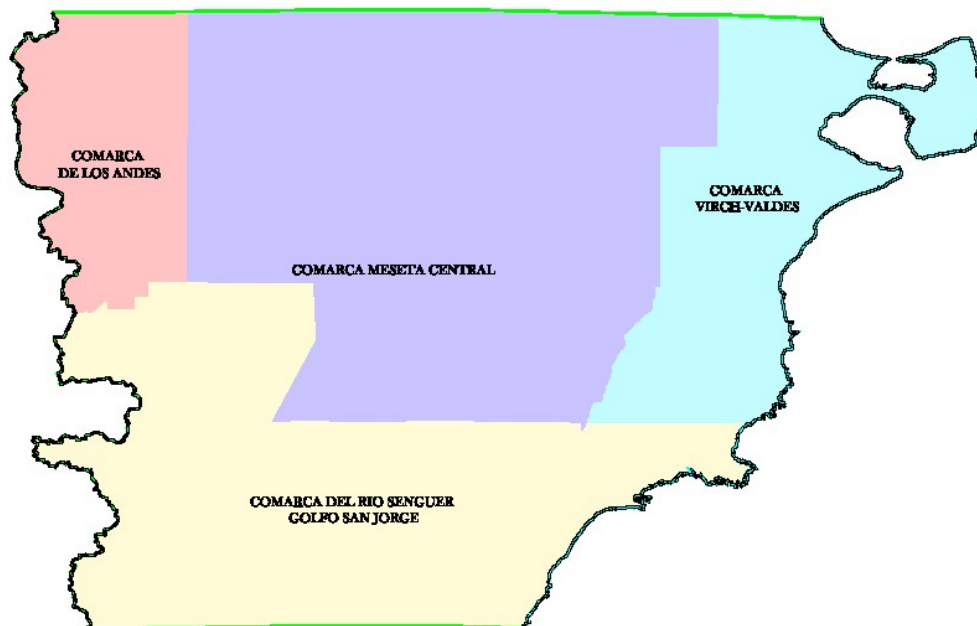 COMARCA
DE LOS ANDES
COMARCA
VIRCH-VALDES
COMARCA MESETA CENTRAL
COMARCA DEL RIO SENGUER
GOLFO SAN JORGE